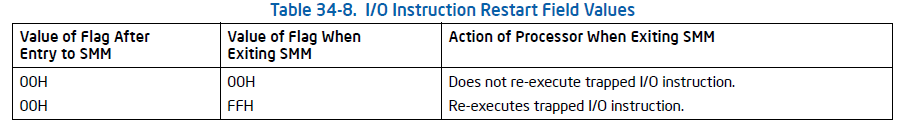 Table 34-8. I/O Instruction Restart Field Values
Value of Flag After Entry to SMM Value of Flag When Exiting SMM Action of Processor When Exiting SMM
00H 00H Does not re-execute trapped I/O instruction.
00H FFH Re-executes trapped I/O instruction.